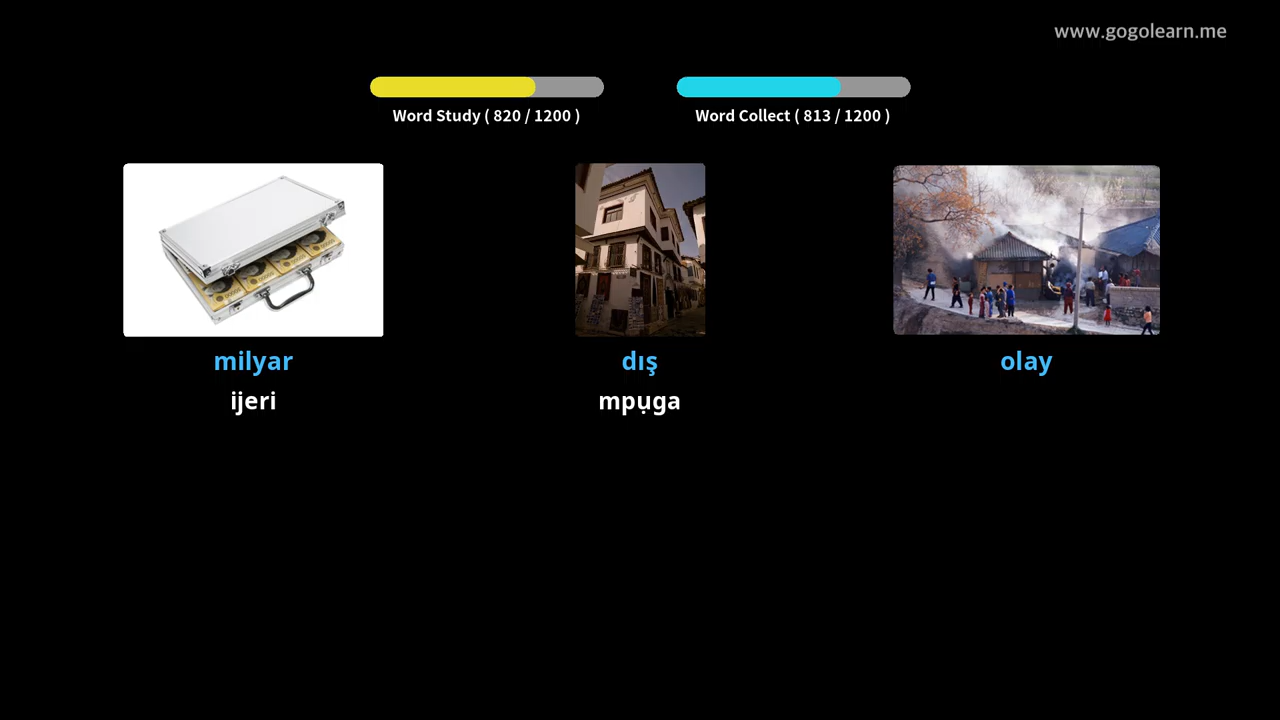 www.gogolearn.me
Word Study ( 820 / 1200 )
Word Collect ( 813 / 1200 )
milyar
dış
olay
ijeri
mpụga